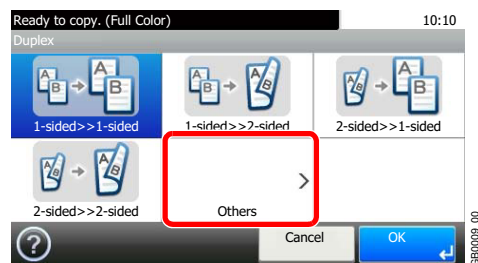 Ready to copy. (Full Color) 10:10
Duplex
1-sided>>1-sided 1-sided>>2-sided 2-sided>>1-sided
2-sided>>2-sided Others
? Cancel OK
GB0009_00